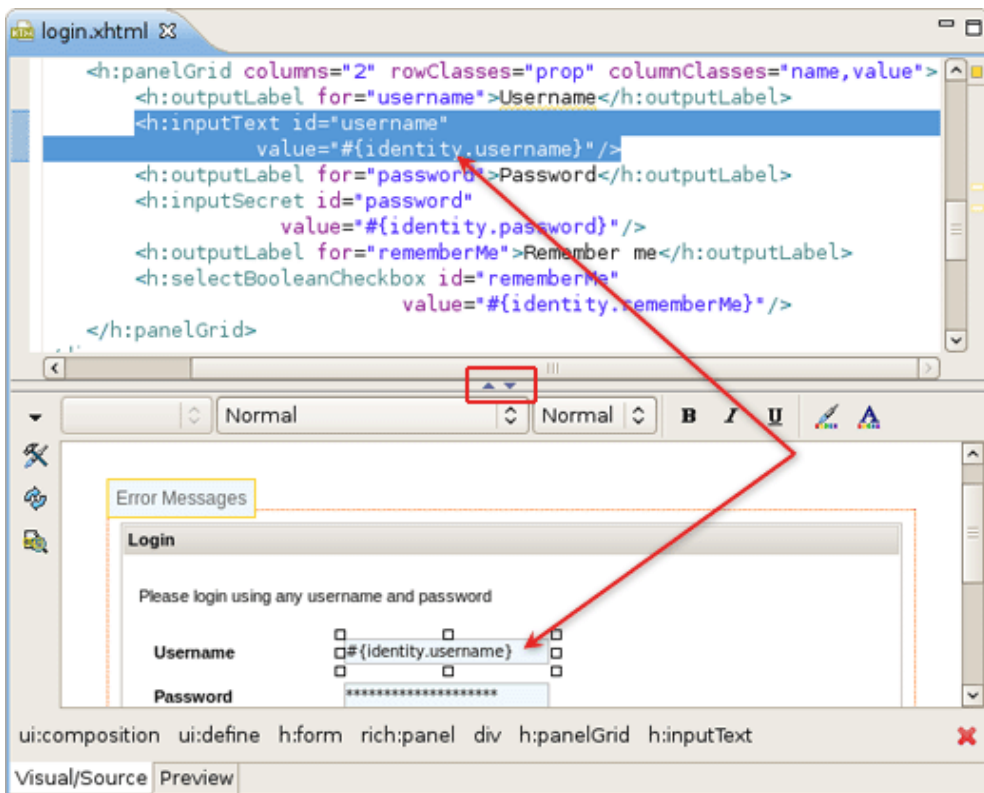 login.xhtml
<h:panelGrid columns="2" rowClasses="prop" columnClasses="name,value">
<h:outputLabel for="username">Username</h:outputLabel>
<h:inputText id="username"
value="#{identity.username}"/>
<h:outputLabel for="password">Password</h:outputLabel>
<h:inputSecret id="password"
value="#{identity.password}"/>
<h:outputLabel for="rememberMe">Remember me</h:outputLabel>
<h:selectBooleanCheckbox id="rememberMe"
value="#{identity.rememberMe}"/>
</h:panelGrid>
Normal Normal B I U A
Error Messages
Login
Please login using any username and password
Username #{identity.username}
Password ********************
ui:composition ui:define h:form rich:panel div h:panelGrid h:inputText
Visual/Source Preview